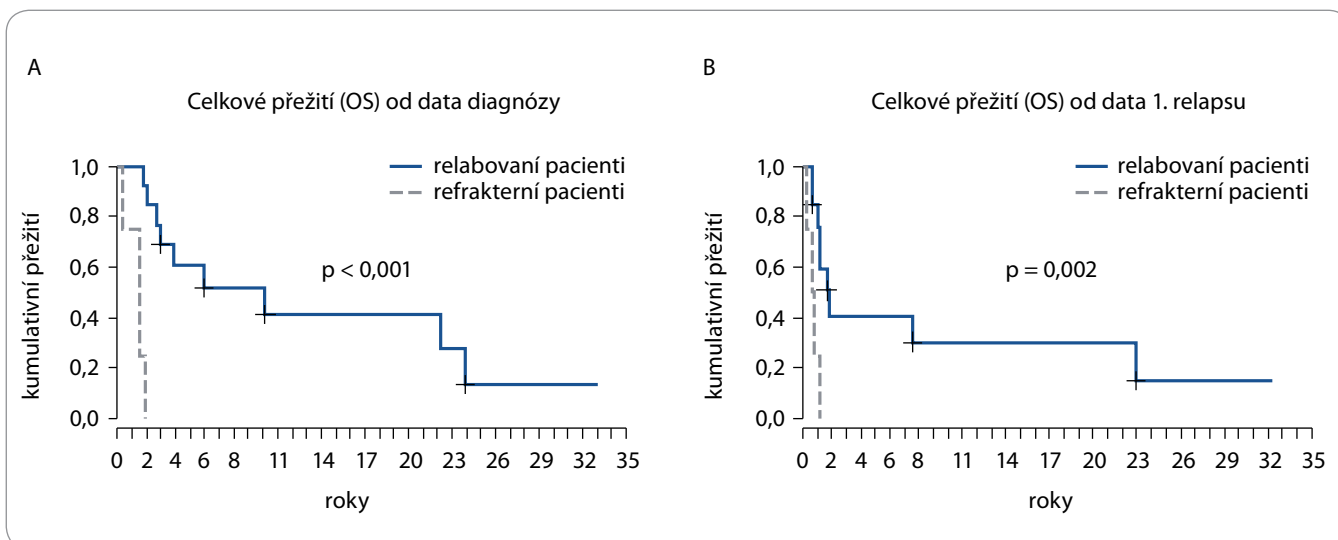 A
Celkové přežití (OS) od data diagnózy
kumulativní přežití
1,0
0,8
0,6
0,4
0,2
0,0
relabovaní pacienti
refrakterní pacienti
p < 0,001
0 2 4 6 8 11 14 17 20 23 26 29 32 35
roky
B
Celkové přežití (OS) od data 1. relapsu
kumulativní přežití
1,0
0,8
0,6
0,4
0,2
0,0
relabovaní pacienti
refrakterní pacienti
p = 0,002
0 2 4 6 8 11 14 17 20 23 26 29 32 35
roky